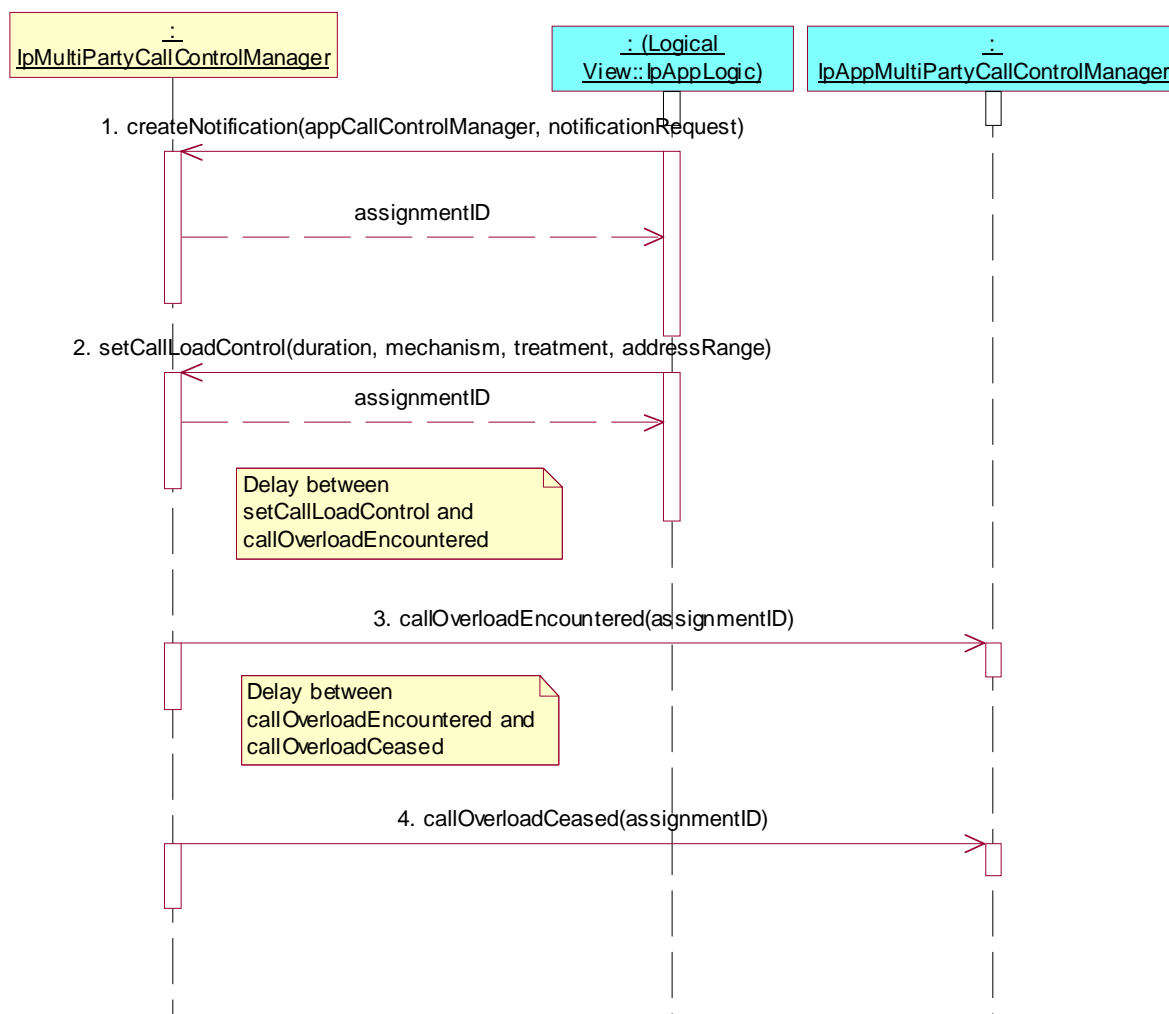 :
IpMultiPartyCallControlManager
: (Logical
View::IpAppLogic)
:
IpAppMultiPartyCallControlManager
1. createNotification(appCallControlManager, notificationRequest)
assignmentID
2. setCallLoadControl(duration, mechanism, treatment, addressRange)
assignmentID
Delay between
setCallLoadControl and
callOverloadEncountered
3. callOverloadEncountered(assignmentID)
Delay between
callOverloadEncountered and
callOverloadCeased
4. callOverloadCeased(assignmentID)